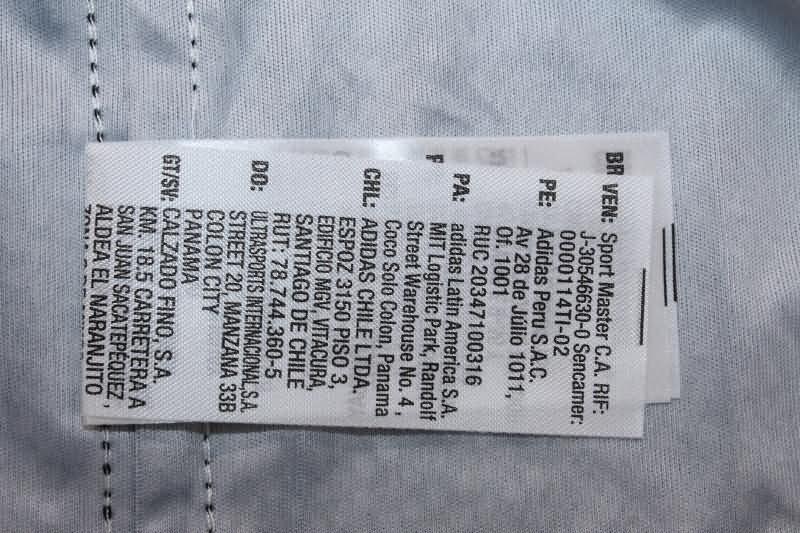 BR VEN: Sport Master C.A. RIF:
J-30546630-0 Sencamer:
0000114TI-02
PE: Adidas Peru S.A.C.
Av 28 de Julio 1011,
Of. 1001
RUC 20347100316
PA: adidas Latin America S.A.
MIT Logistic Park, Randolf
Street Warehouse No. 4 ,
Coco Solo Colon, Panama
CHL: ADIDAS CHILE LTDA.
ESPOZ 3150 PISO 3,
EDIFICIO MGV, VITACURA,
SANTIAGO DE CHILE
RUT: 78.744.360-5
DO: ULTRASPORTS INTERNACIONAL,S.A.
STREET 20, MANZANA 33B
COLON CITY
PANAMA
GT/SV: CALZADO FINO, S.A.
KM. 18.5 CARRETERA A
SAN JUAN SACATEPÉQUEZ ,
ALDEA EL NARANJITO